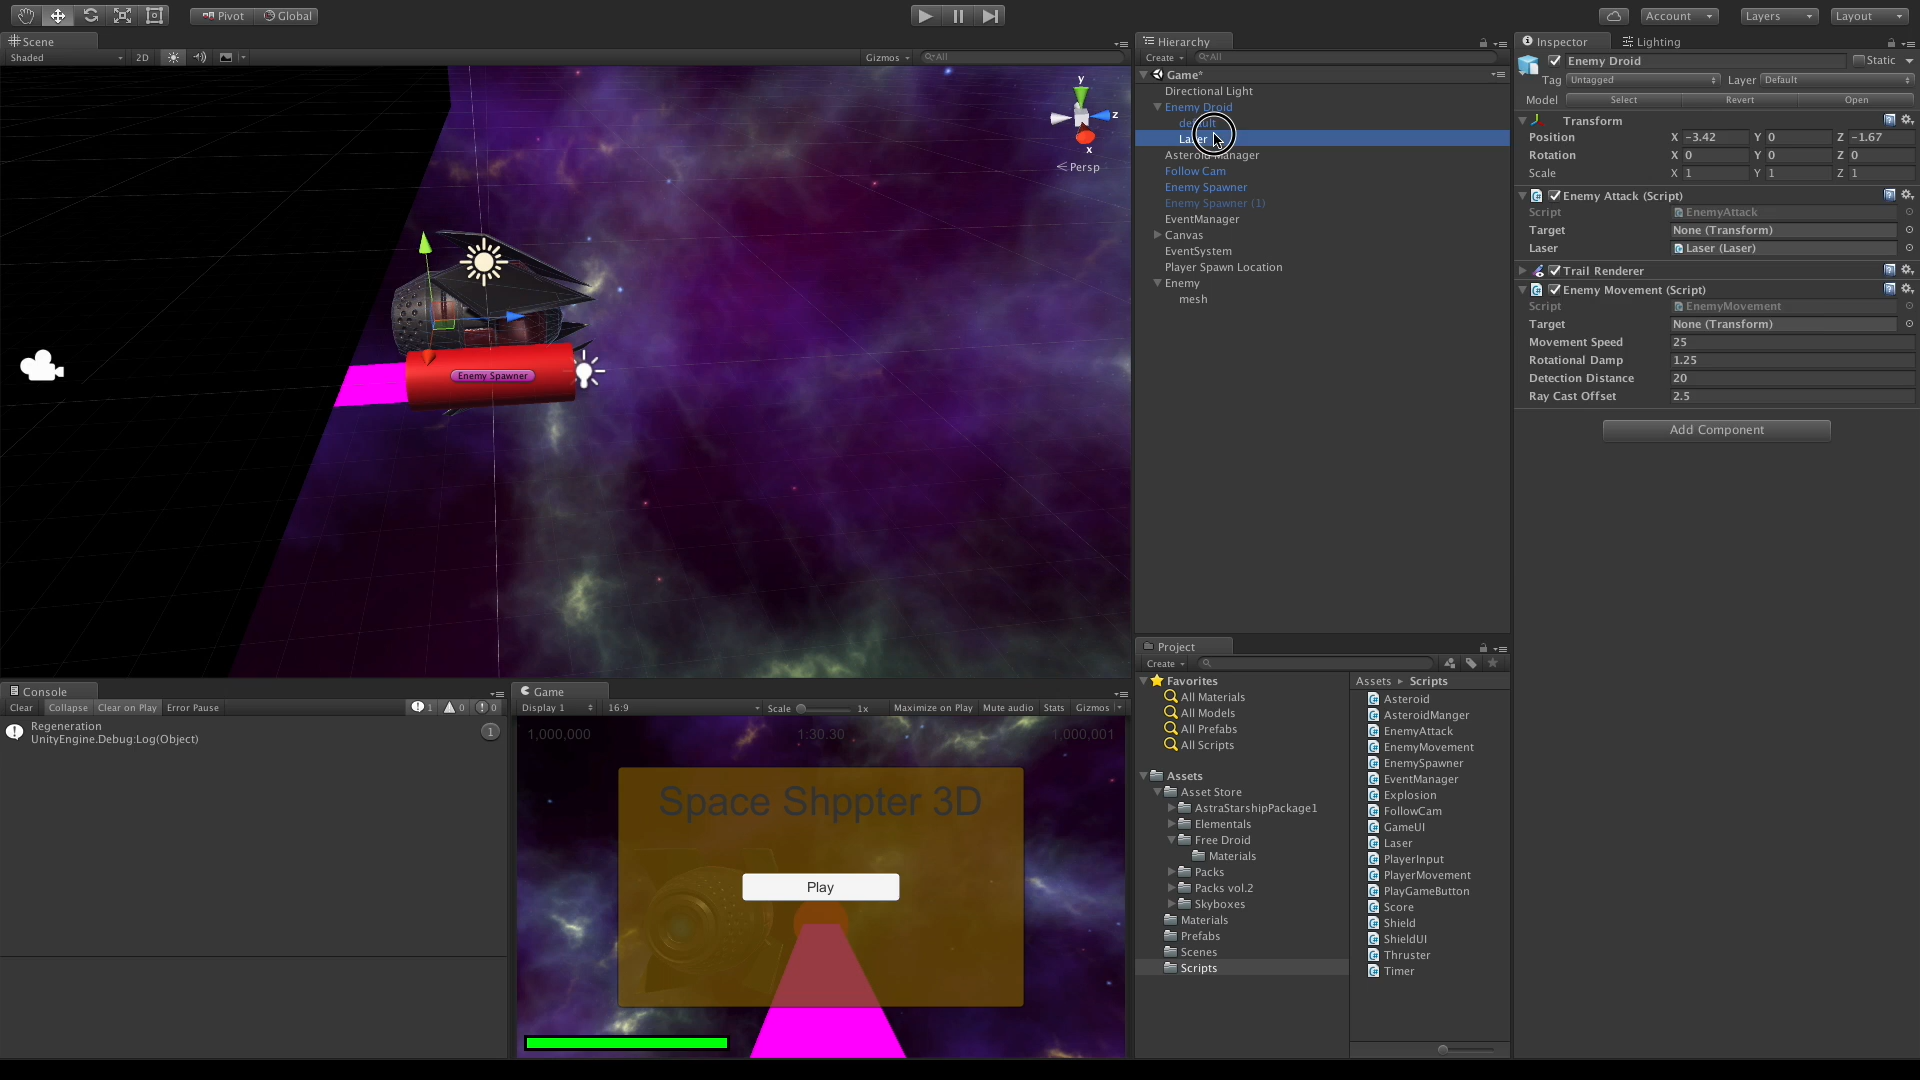 Pivot Global Account Layers Layout
Scene
Shaded 2D Gizmos All
y
z
x
Persp
Enemy Spawner
Hierarchy
Create All
Game*
Directional Light
Enemy Droid
default
Laser
Asteroid Manager
Follow Cam
Enemy Spawner
Enemy Spawner (1)
EventManager
Canvas
EventSystem
Player Spawn Location
Enemy
mesh
Inspector Lighting
Enemy Droid Static
Tag Untagged Layer Default
Model Select Revert Open
Transform
Position X -3.42 Y 0 Z -1.67
Rotation X 0 Y 0 Z 0
Scale X 1 Y 1 Z 1
Enemy Attack (Script)
Script EnemyAttack
Target None (Transform)
Laser Laser (Laser)
Trail Renderer
Enemy Movement (Script)
Script EnemyMovement
Target None (Transform)
Movement Speed 25
Rotational Damp 1.25
Detection Distance 20
Ray Cast Offset 2.5
Add Component
Console
Clear Collapse Clear on Play Error Pause 1 0 0
Regeneration
UnityEngine.Debug:Log(Object)
1
Game
Display 1 16:9 Scale 1x Maximize on Play Mute audio Stats Gizmos
1,000,000 1:30.30 1,000,001
Space Shppter 3D
Play
Project
Create
Favorites
All Materials
All Models
All Prefabs
All Scripts
Assets
Asset Store
AstraStarshipPackage1
Elementals
Free Droid
Materials
Packs
Packs vol.2
Skyboxes
Materials
Prefabs
Scenes
Scripts
Assets Scripts
Asteroid
AsteroidManger
EnemyAttack
EnemyMovement
EnemySpawner
EventManager
Explosion
FollowCam
GameUI
Laser
PlayerInput
PlayerMovement
PlayGameButton
Score
Shield
ShieldUI
Thruster
Timer